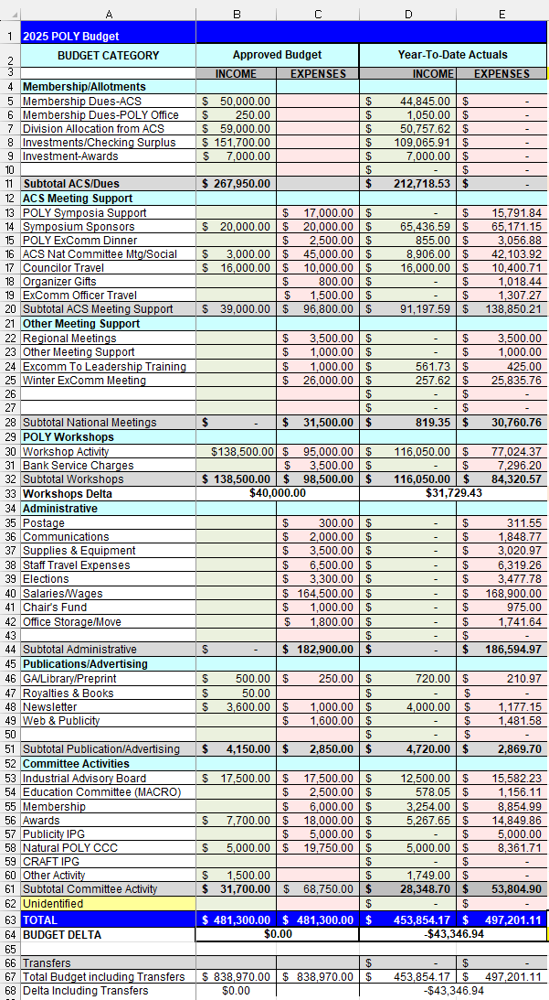 A B C D E
1 2025 POLY Budget
2 BUDGET CATEGORY Approved Budget Year-To-Date Actuals
3 INCOME EXPENSES INCOME EXPENSES
4 Membership/Allotments
5 Membership Dues-ACS $ 50,000.00 $ 44,845.00 $ -
6 Membership Dues-POLY Office $ 250.00 $ 1,050.00 $ -
7 Division Allocation from ACS $ 59,000.00 $ 50,757.62 $ -
8 Investments/Checking Surplus $ 151,700.00 $ 109,065.91 $ -
9 Investment-Awards $ 7,000.00 $ 7,000.00 $ -
10 $ - $ -
11 Subtotal ACS/Dues $ 267,950.00 $ 212,718.53 $ -
12 ACS Meeting Support
13 POLY Symposia Support $ 17,000.00 $ - $ 15,791.84
14 Symposium Sponsors $ 20,000.00 $ 20,000.00 $ 65,436.59 $ 65,171.15
15 POLY ExComm Dinner $ 2,500.00 $ 855.00 $ 3,056.88
16 ACS Nat Committee Mtg/Social $ 3,000.00 $ 45,000.00 $ 8,906.00 $ 42,103.92
17 Councilor Travel $ 16,000.00 $ 10,000.00 $ 16,000.00 $ 10,400.71
18 Organizer Gifts $ 800.00 $ - $ 1,018.44
19 ExComm Officer Travel $ 1,500.00 $ - $ 1,307.27
20 Subtotal ACS Meeting Support $ 39,000.00 $ 96,800.00 $ 91,197.59 $ 138,850.21
21 Other Meeting Support
22 Regional Meetings $ 3,500.00 $ - $ 3,500.00
23 Other Meeting Support $ 1,000.00 $ - $ 1,000.00
24 Excomm To Leadership Training $ 1,000.00 $ 561.73 $ 425.00
25 Winter ExComm Meeting $ 26,000.00 $ 257.62 $ 25,835.76
26 $ - $ -
27 $ - $ -
28 Subtotal National Meetings $ - $ 31,500.00 $ 819.35 $ 30,760.76
29 POLY Workshops
30 Workshop Activity $138,500.00 $ 95,000.00 $ 116,050.00 $ 77,024.37
31 Bank Service Charges $ 3,500.00 $ - $ 7,296.20
32 Subtotal Workshops $ 138,500.00 $ 98,500.00 $ 116,050.00 $ 84,320.57
33 Workshops Delta $40,000.00 $31,729.43
34 Administrative
35 Postage $ 300.00 $ - $ 311.55
36 Communications $ 2,000.00 $ - $ 1,848.77
37 Supplies & Equipment $ 3,500.00 $ - $ 3,020.97
38 Staff Travel Expenses $ 6,500.00 $ - $ 6,319.26
39 Elections $ 3,300.00 $ - $ 3,477.78
40 Salaries/Wages $ 164,500.00 $ - $ 168,900.00
41 Chair's Fund $ 1,000.00 $ - $ 975.00
42 Office Storage/Move $ 1,800.00 $ - $ 1,741.64
43 $ - $ -
44 Subtotal Administrative $ - $ 182,900.00 $ - $ 186,594.97
45 Publications/Advertising
46 GA/Library/Preprint $ 500.00 $ 250.00 $ 720.00 $ 210.97
47 Royalties & Books $ 50.00 $ - $ -
48 Newsletter $ 3,600.00 $ 1,000.00 $ 4,000.00 $ 1,177.15
49 Web & Publicity $ 1,600.00 $ - $ 1,481.58
50 $ - $ -
51 Subtotal Publication/Advertising $ 4,150.00 $ 2,850.00 $ 4,720.00 $ 2,869.70
52 Committee Activities
53 Industrial Advisory Board $ 17,500.00 $ 17,500.00 $ 12,500.00 $ 15,582.23
54 Education Committee (MACRO) $ 2,500.00 $ 578.05 $ 1,156.11
55 Membership $ 6,000.00 $ 3,254.00 $ 8,854.99
56 Awards $ 7,700.00 $ 18,000.00 $ 5,267.65 $ 14,849.86
57 Publicity IPG $ 5,000.00 $ - $ 5,000.00
58 Natural POLY CCC $ 5,000.00 $ 19,750.00 $ 5,000.00 $ 8,361.71
59 CRAFT IPG $ - $ -
60 Other Activity $ 1,500.00 $ 1,749.00 $ -
61 Subtotal Committee Activity $ 31,700.00 $ 68,750.00 $ 28,348.70 $ 53,804.90
62 Unidentified $ - $ -
63 TOTAL $ 481,300.00 $ 481,300.00 $ 453,854.17 $ 497,201.11
64 BUDGET DELTA $0.00 -$43,346.94
65
66 Transfers $ - $ -
67 Total Budget including Transfers $ 838,970.00 $ 838,970.00 $ 453,854.17 $ 497,201.11
68 Delta Including Transfers $0.00 -$43,346.94